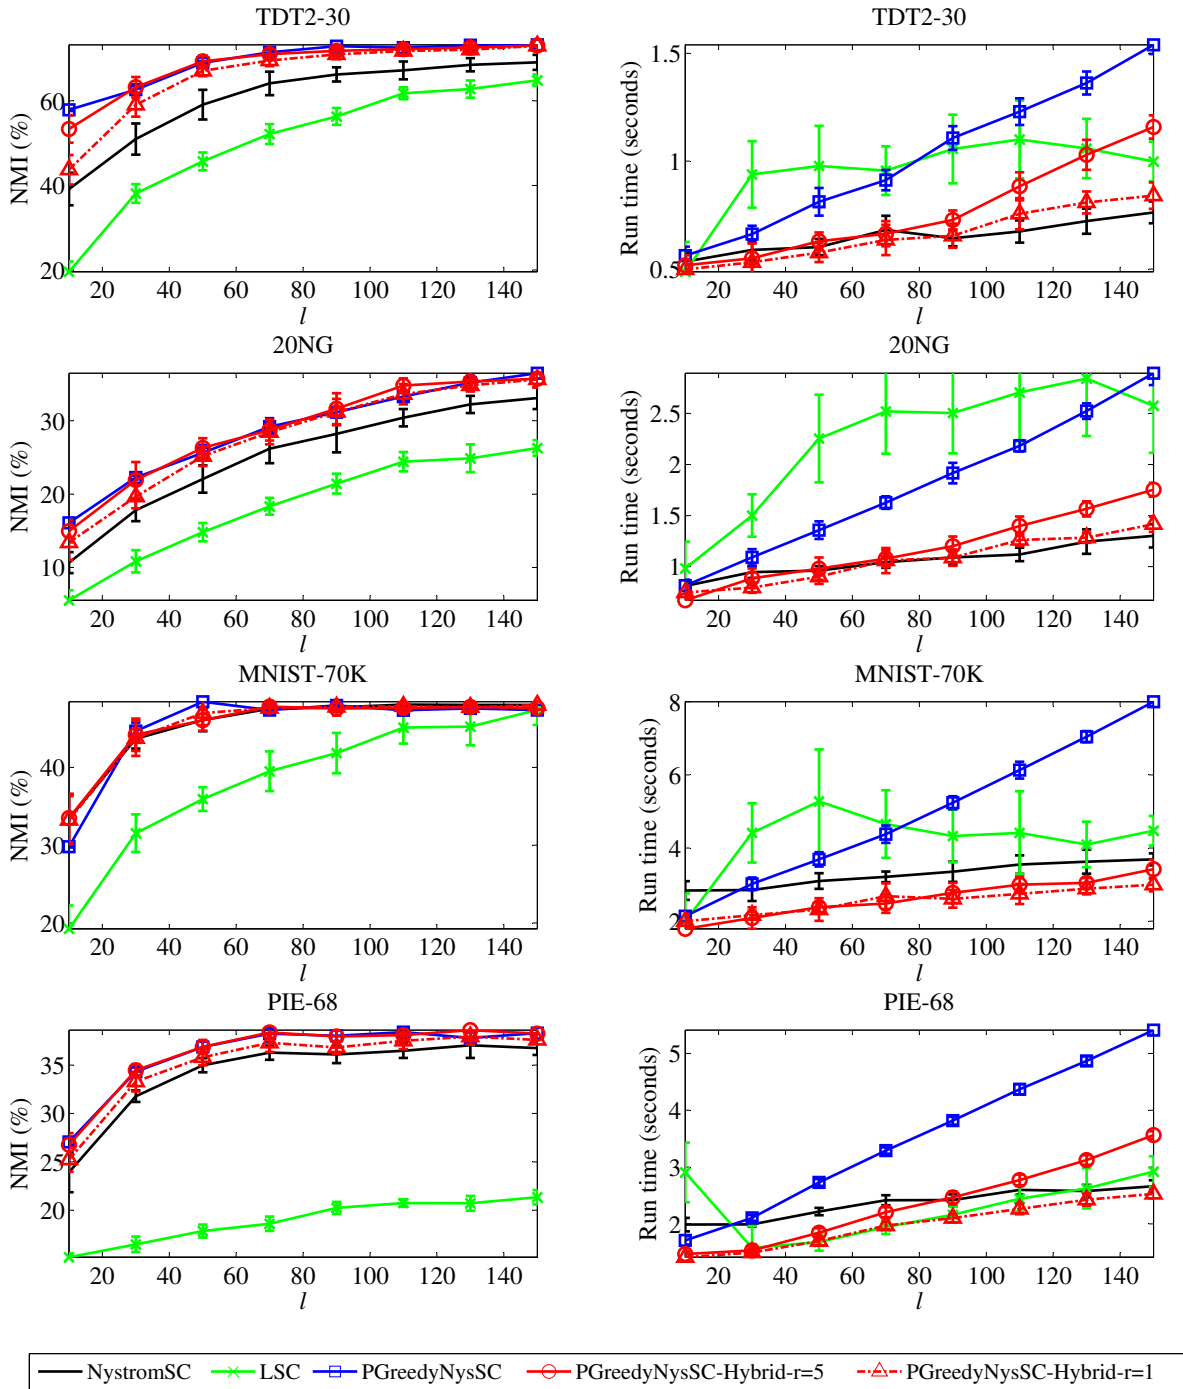 TDT2-30
NMI (%)
60
40
20
20 40 60 80 100 120 140
l
TDT2-30
Run time (seconds)
1.5
1
0.5
20 40 60 80 100 120 140
l
20NG
NMI (%)
30
20
10
20 40 60 80 100 120 140
l
20NG
Run time (seconds)
2.5
2
1.5
1
20 40 60 80 100 120 140
l
MNIST-70K
NMI (%)
40
30
20
20 40 60 80 100 120 140
l
MNIST-70K
Run time (seconds)
8
6
4
2
20 40 60 80 100 120 140
l
PIE-68
NMI (%)
35
30
25
20
20 40 60 80 100 120 140
l
PIE-68
Run time (seconds)
5
4
3
2
20 40 60 80 100 120 140
l
NystromSC LSC PGreedyNysSC PGreedyNysSC-Hybrid-r=5 PGreedyNysSC-Hybrid-r=1